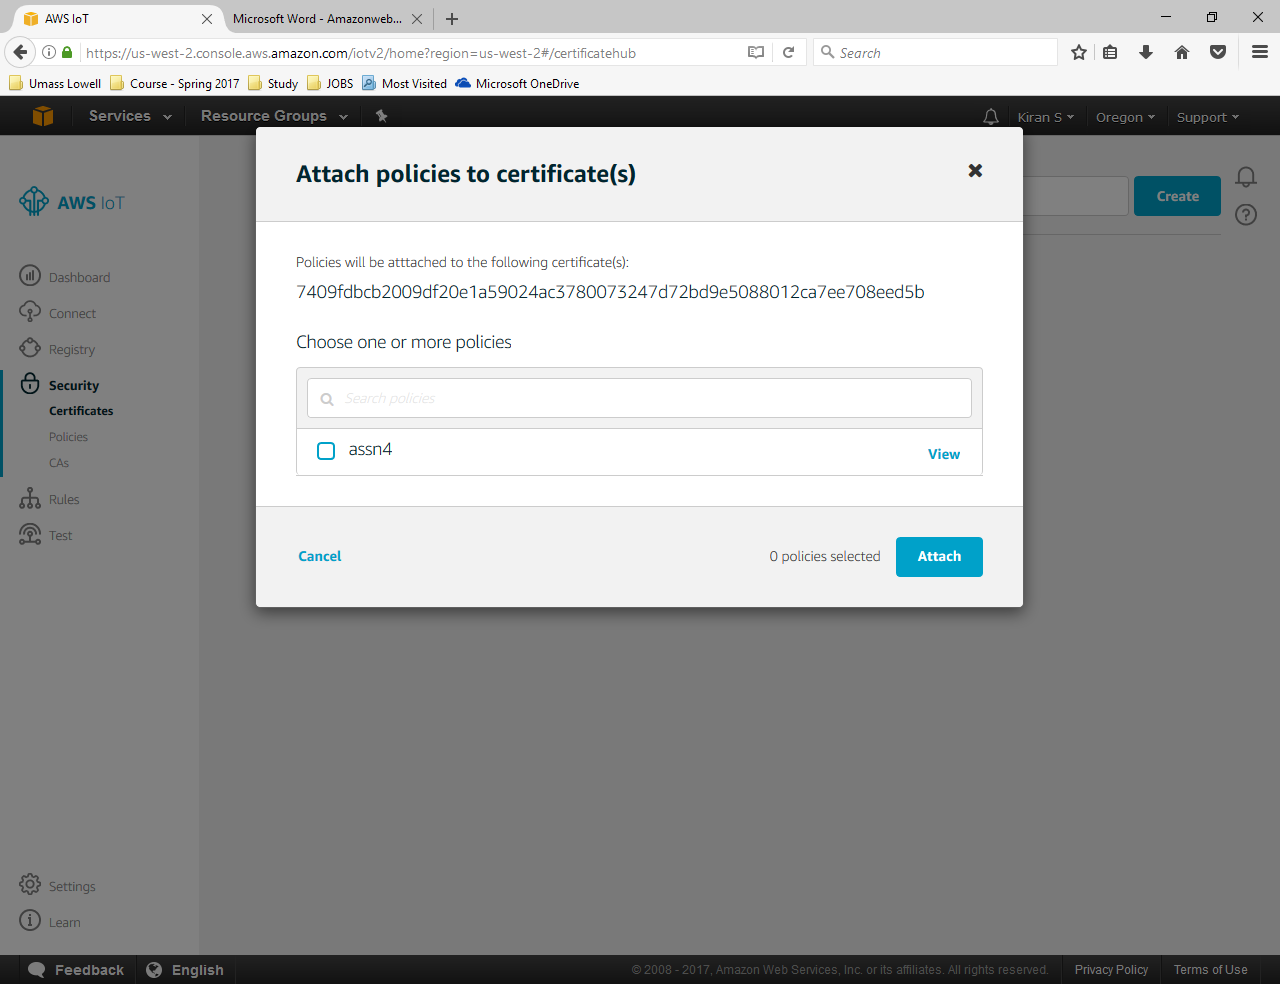 AWS IoT
Microsoft Word - Amazonweb...
https://us-west-2.console.aws.amazon.com/iotv2/home?region=us-west-2#/certificatehub
Search
Umass Lowell
Course - Spring 2017
Study
JOBS
Most Visited
Microsoft OneDrive
Services
Resource Groups
Kiran S
Oregon
Support
Attach policies to certificate(s)
AWS IoT
Create
Dashboard
Connect
Registry
Security
Certificates
Policies
CAs
Rules
Test
Policies will be atttached to the following certificate(s):
7409fdbcb2009df20e1a59024ac3780073247d72bd9e5088012ca7ee708eed5b
Choose one or more policies
Search policies
assn4
View
Cancel
0 policies selected
Attach
Settings
Learn
Feedback
English
© 2008 - 2017, Amazon Web Services, Inc. or its affiliates. All rights reserved.
Privacy Policy
Terms of Use